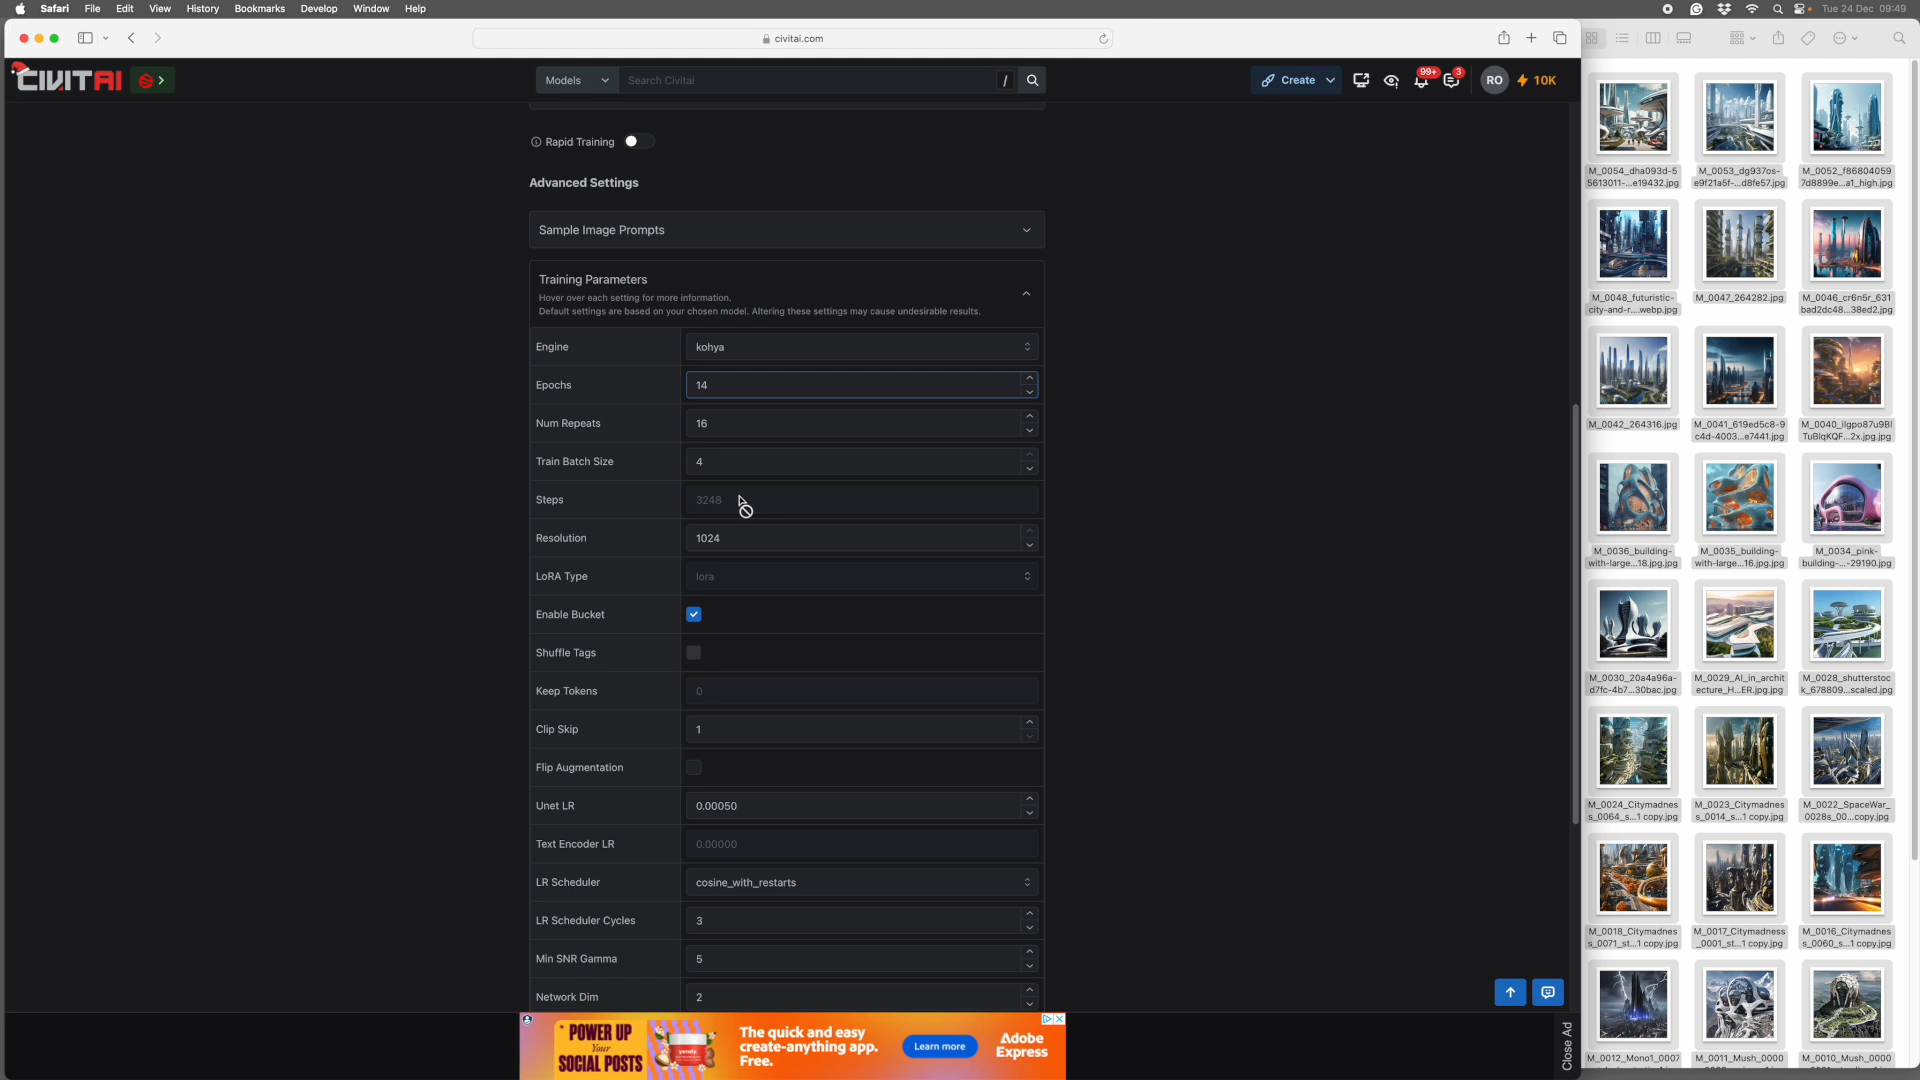 Safari File Edit View History Bookmarks Develop Window Help
Tue 24 Dec 09:49
civitai.com
CIVITAI
Models
Search Civitai
/
Create
99+
3
RO
10K
Rapid Training
Advanced Settings
Sample Image Prompts
Training Parameters
Hover over each setting for more information.
Default settings are based on your chosen model. Altering these settings may cause undesirable results.
Engine kohya
Epochs 14
Num Repeats 16
Train Batch Size 4
Steps 3248
Resolution 1024
LoRA Type lora
Enable Bucket
Shuffle Tags
Keep Tokens 0
Clip Skip 1
Flip Augmentation
Unet LR 0.00050
Text Encoder LR 0.00000
LR Scheduler cosine_with_restarts
LR Scheduler Cycles 3
Min SNR Gamma 5
Network Dim 2
POWER UP
Your
SOCIAL POSTS
The quick and easy
create-anything app.
Free.
Learn more
Adobe
Express
Close Ad
M_0054_dha093d-5
5613011-...e19432.jpg
M_0053_dg937os-
e9f21a5f-...d8fe57.jpg
M_0052_f86804059
7d8899e...a1_high.jpg
M_0048_futuristic-
city-and-r....webp.jpg
M_0047_264282.jpg
M_0046_cr6n5r_631
bad2dc48...38ed2.jpg
M_0042_264316.jpg
M_0041_619ed5c8-9
c4d-4003...e7441.jpg
M_0040_ilgpo87u9BI
TuBlqKQF...2x.jpg.jpg
M_0036_building-
with-large...18.jpg.jpg
M_0035_building-
with-large...16.jpg.jpg
M_0034_pink-
building-...-29190.jpg
M_0030_20a4a96a-
d7fc-4b7...30bac.jpg
M_0029_AI_in_archit
ecture_H...ER.jpg.jpg
M_0028_shutterstoc
k_678809...scaled.jpg
M_0024_Citymadnes
s_0064_s...1 copy.jpg
M_0023_Citymadnes
s_0014_s...1 copy.jpg
M_0022_SpaceWar_
0028s_00...copy.jpg
M_0018_Citymadnes
s_0071_st...1 copy.jpg
M_0017_Citymadness
_0001_st...1 copy.jpg
M_0016_Citymadnes
s_0060_s...1 copy.jpg
M_0012_Mono1_0007
M_0011_Mush_0000
M_0010_Mush_0000